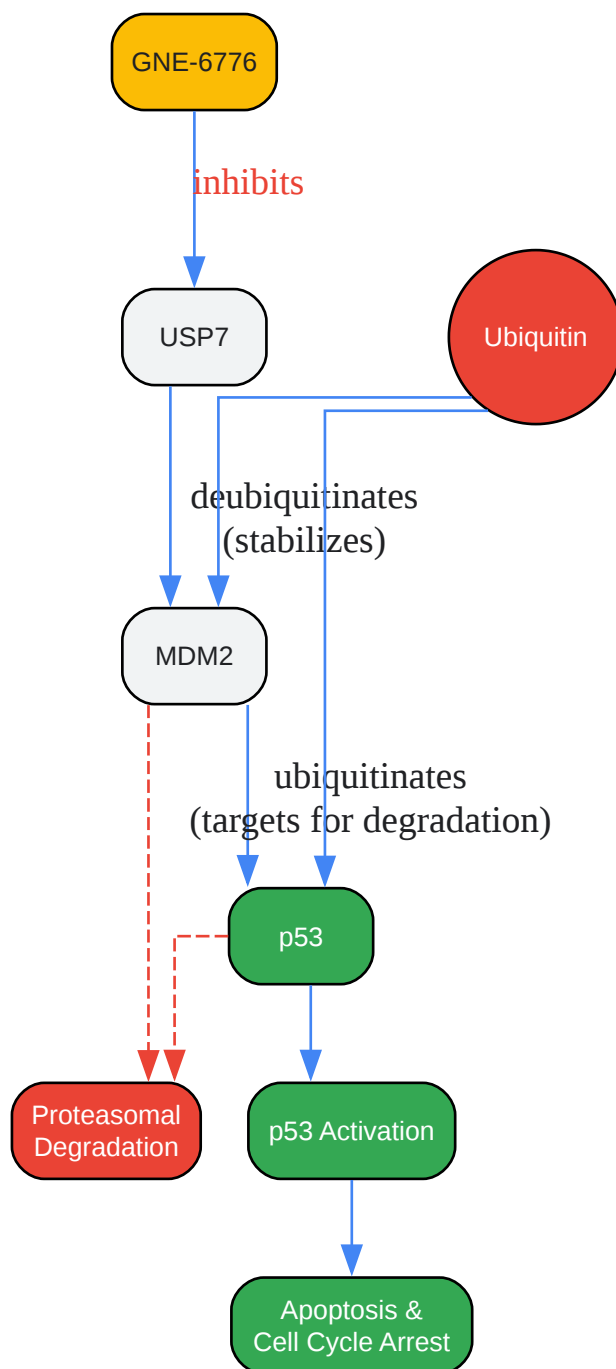 GNE-6776
inhibits
USP7
Ubiquitin
deubiquitinates
(stabilizes)
MDM2
ubiquitinates
(targets for degradation)
p53
Proteasomal
Degradation
p53 Activation
Apoptosis &
Cell Cycle Arrest